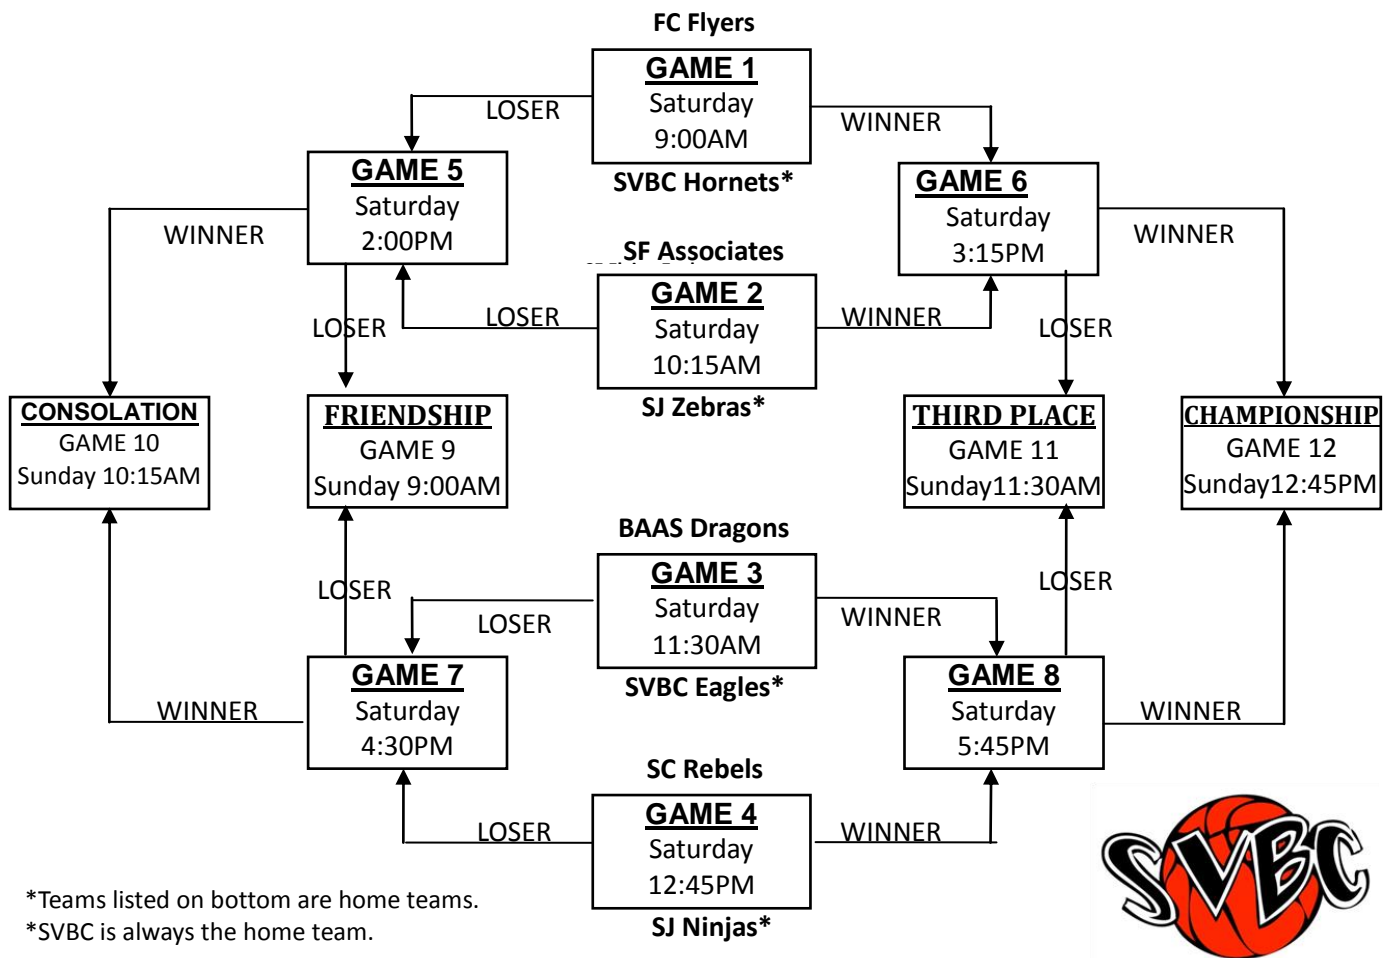 FC Flyers
GAME 1
Saturday
9:00AM
SVBC Hornets*
LOSER
WINNER
GAME 5
Saturday
2:00PM
GAME 6
Saturday
3:15PM
WINNER
WINNER
SF Associates
GAME 2
Saturday
10:15AM
SJ Zebras*
LOSER
LOSER
WINNER
LOSER
CONSOLATION
GAME 10
Sunday 10:15AM
FRIENDSHIP
GAME 9
Sunday 9:00AM
THIRD PLACE
GAME 11
Sunday11:30AM
CHAMPIONSHIP
GAME 12
Sunday12:45PM
BAAS Dragons
GAME 3
Saturday
11:30AM
SVBC Eagles*
LOSER
LOSER
WINNER
LOSER
GAME 7
Saturday
4:30PM
GAME 8
Saturday
5:45PM
WINNER
WINNER
SC Rebels
GAME 4
Saturday
12:45PM
SJ Ninjas*
LOSER
WINNER
*Teams listed on bottom are home teams.
*SVBC is always the home team.
SVBC